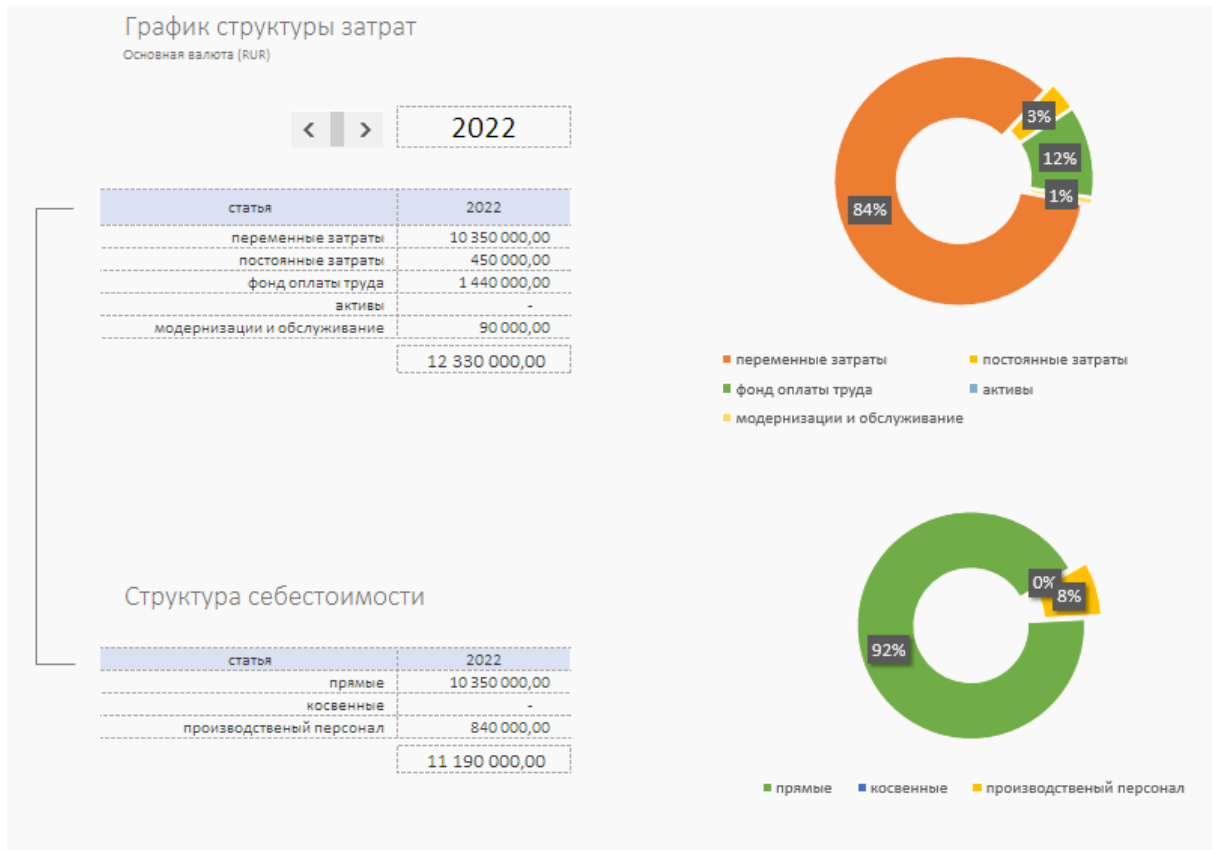 График структуры затрат
Основная валюта (RUR)
2022
статья 2022
переменные затраты 10 350 000,00
постоянные затраты 450 000,00
фонд оплаты труда 1 440 000,00
активы -
модернизации и обслуживание 90 000,00
12 330 000,00
3%
12%
1%
84%
переменные затраты постоянные затраты
фонд оплаты труда активы
модернизации и обслуживание
Структура себестоимости
статья 2022
прямые 10 350 000,00
косвенные -
производственый персонал 840 000,00
11 190 000,00
0%
8%
92%
прямые косвенные производственый персонал